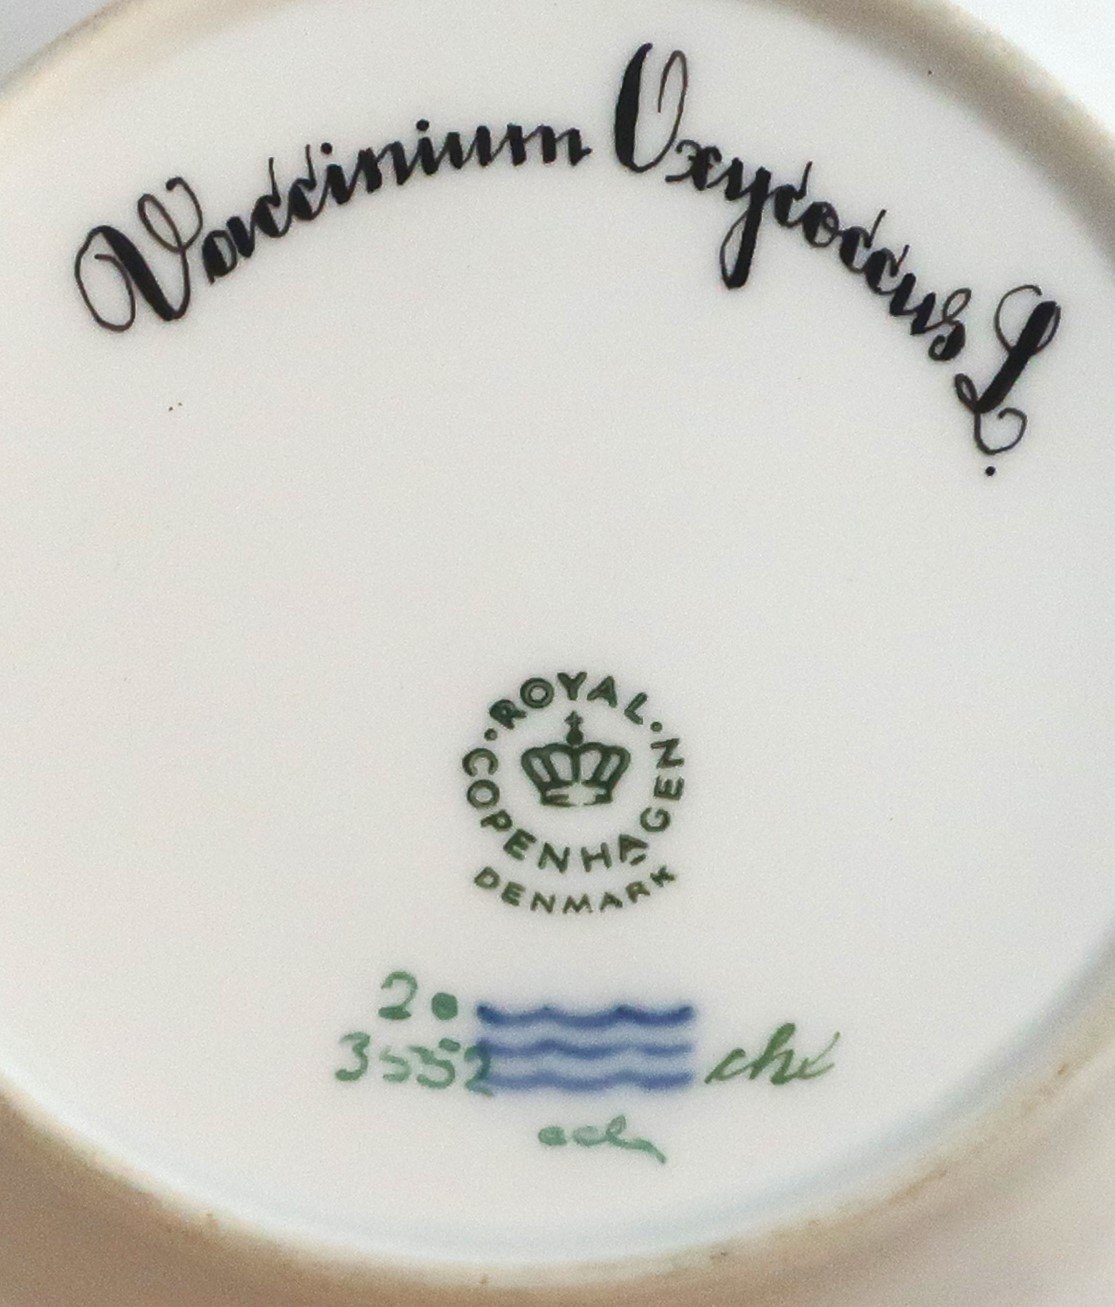 Vaccinium Oxycoccus L.
ROYAL
COPENHAGEN
DENMARK
20
3552